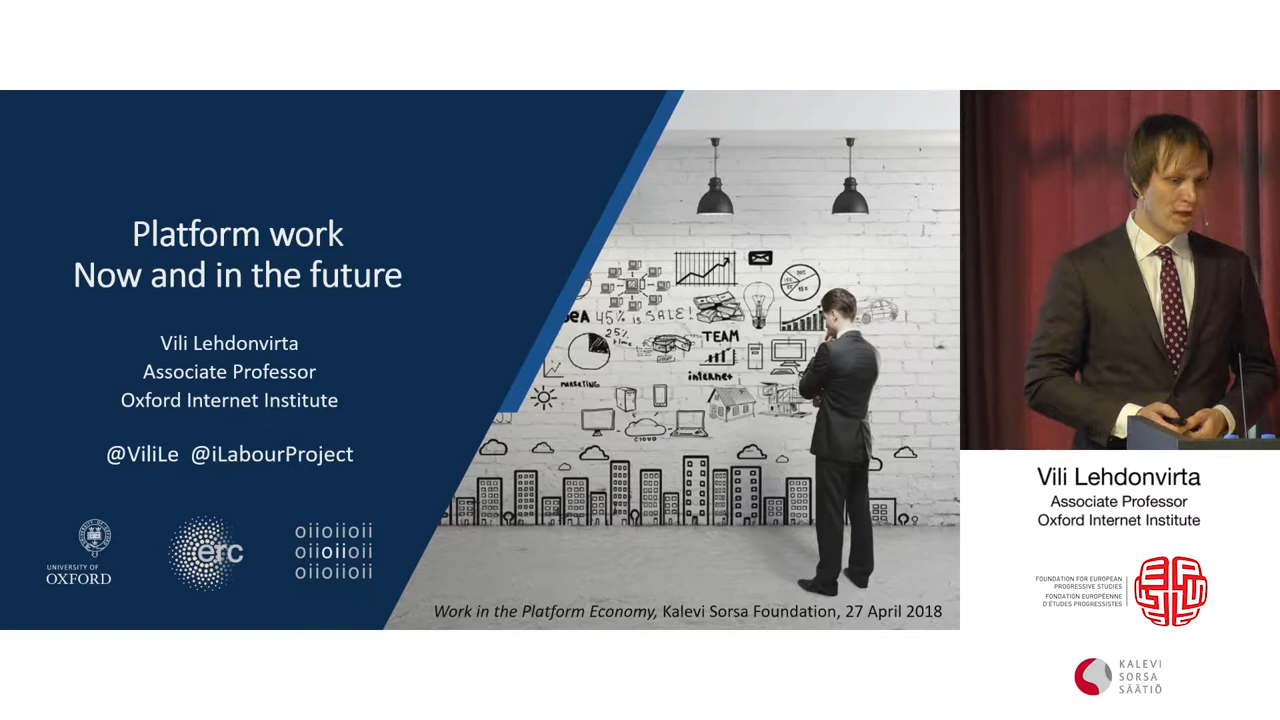 Platform work
Now and in the future
Vili Lehdonvirta
Associate Professor
Oxford Internet Institute
@ViliLe @iLabourProject
UNIVERSITY OF
OXFORD
erc
oiioiioii
oiioiioii
oiioiioii
45% is SALE!
25%
TEAM
internet
MARKETING
CLOUD
Work in the Platform Economy, Kalevi Sorsa Foundation, 27 April 2018
Vili Lehdonvirta
Associate Professor
Oxford Internet Institute
FOUNDATION FOR EUROPEAN
PROGRESSIVE STUDIES
FONDATION EUROPÉENNE
D'ÉTUDES PROGRESSISTES
KALEVI
SORSA
SÄÄTIÖ